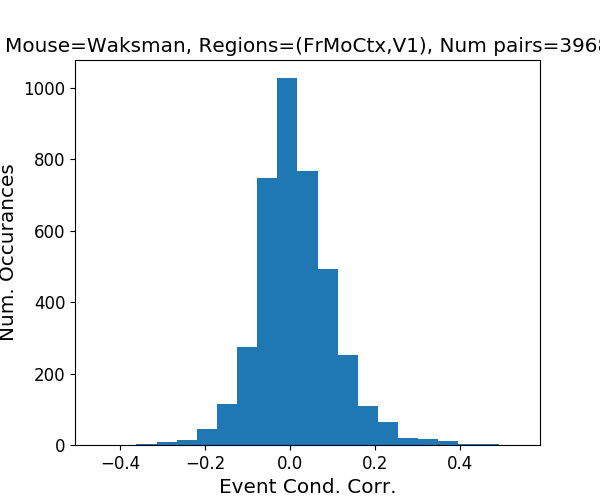 Mouse=Waksman, Regions=(FrMoCtx,V1), Num pairs=3968
1000
800
600
400
200
0
Num. Occurances
−0.4 −0.2 0.0 0.2 0.4
Event Cond. Corr.